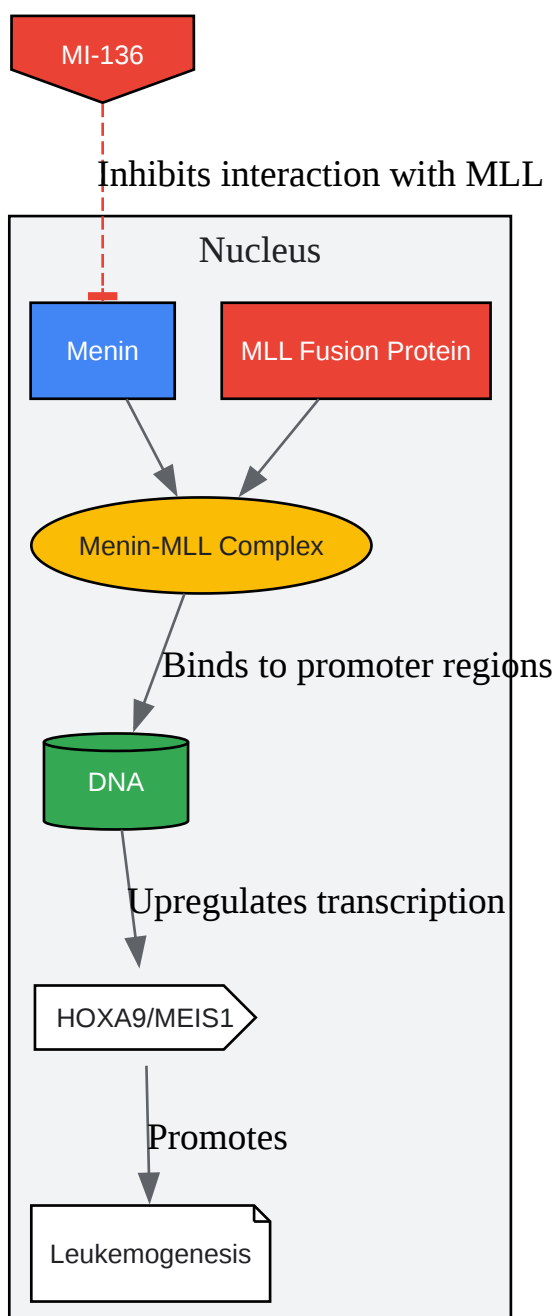 MI-136
Inhibits interaction with MLL
Nucleus
Menin
MLL Fusion Protein
Menin-MLL Complex
Binds to promoter regions
DNA
Upregulates transcription
HOXA9/MEIS1
Promotes
Leukemogenesis